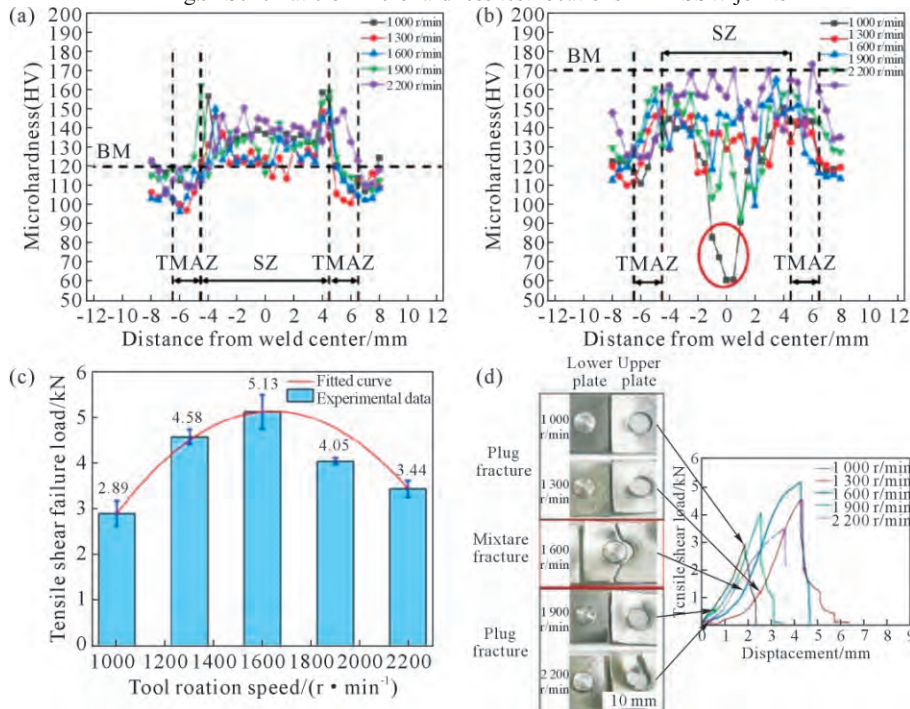 (a)
1 000 r/min
1 300 r/min
1 600 r/min
1 900 r/min
2 200 r/min
Microhardness(HV)
170
160
150
140
130
120
110
100
90
80
70
60
50
BM
TMAZ
SZ
TMAZ
-12 -10 -8 -6 -4 -2 0 2 4 6 8 10 12
Distance from weld center/mm
(b)
1 000 r/min
1 300 r/min
1 600 r/min
1 900 r/min
2 200 r/min
SZ
BM
Microhardness(HV)
200
190
180
170
160
150
140
130
120
110
100
90
80
70
60
50
TMAZ
TMAZ
-12-10 -8 -6 -4 -2 0 2 4 6 8 10 12
Distance from weld center/mm
(c)
Fitted curve
Experimental data
Tensile shear failure load/kN
8
7
6
5
4
3
2
1
0
2.89
4.58
5.13
4.05
3.44
1000 1200 1400 1600 1800 2000 2200
Tool roation speed/(r • min⁻¹)
(d)
Lower plate
Upper plate
Plug fracture
Mixtare fracture
Plug fracture
1 000 r/min
1 300 r/min
1 600 r/min
1 900 r/min
2 200 r/min
10 mm
1 000 r/min
1 300 r/min
1 600 r/min
1 900 r/min
2 200 r/min
Tcnsile shear load/kN
6
5
4
3
2
1
0 1 2 3 4 5 6 7 8 9
Disptacement/mm